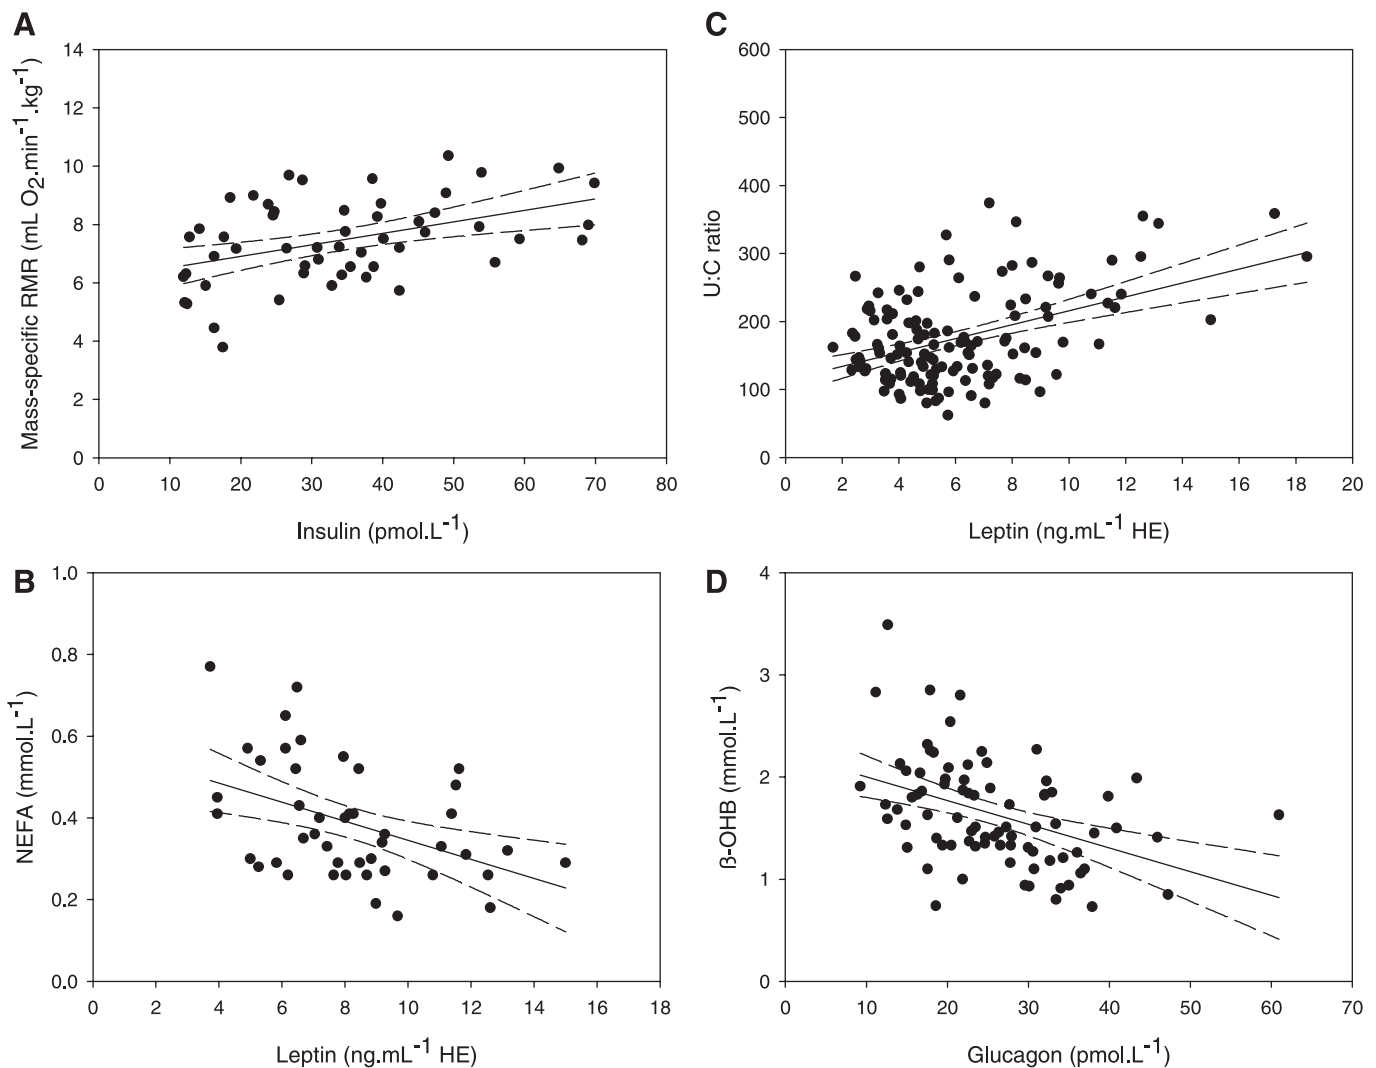 A
Mass-specific RMR (mL O2.min-1.kg-1)
14
12
10
8
6
4
2
0
0 10 20 30 40 50 60 70 80
Insulin (pmol.L-1)
C
U:C ratio
600
500
400
300
200
100
0
0 2 4 6 8 10 12 14 16 18 20
Leptin (ng.mL-1 HE)
B
NEFA (mmol.L-1)
1.0
0.8
0.6
0.4
0.2
0.0
0 2 4 6 8 10 12 14 16 18
Leptin (ng.mL-1 HE)
D
ß-OHB (mmol.L-1)
4
3
2
1
0
0 10 20 30 40 50 60 70
Glucagon (pmol.L-1)